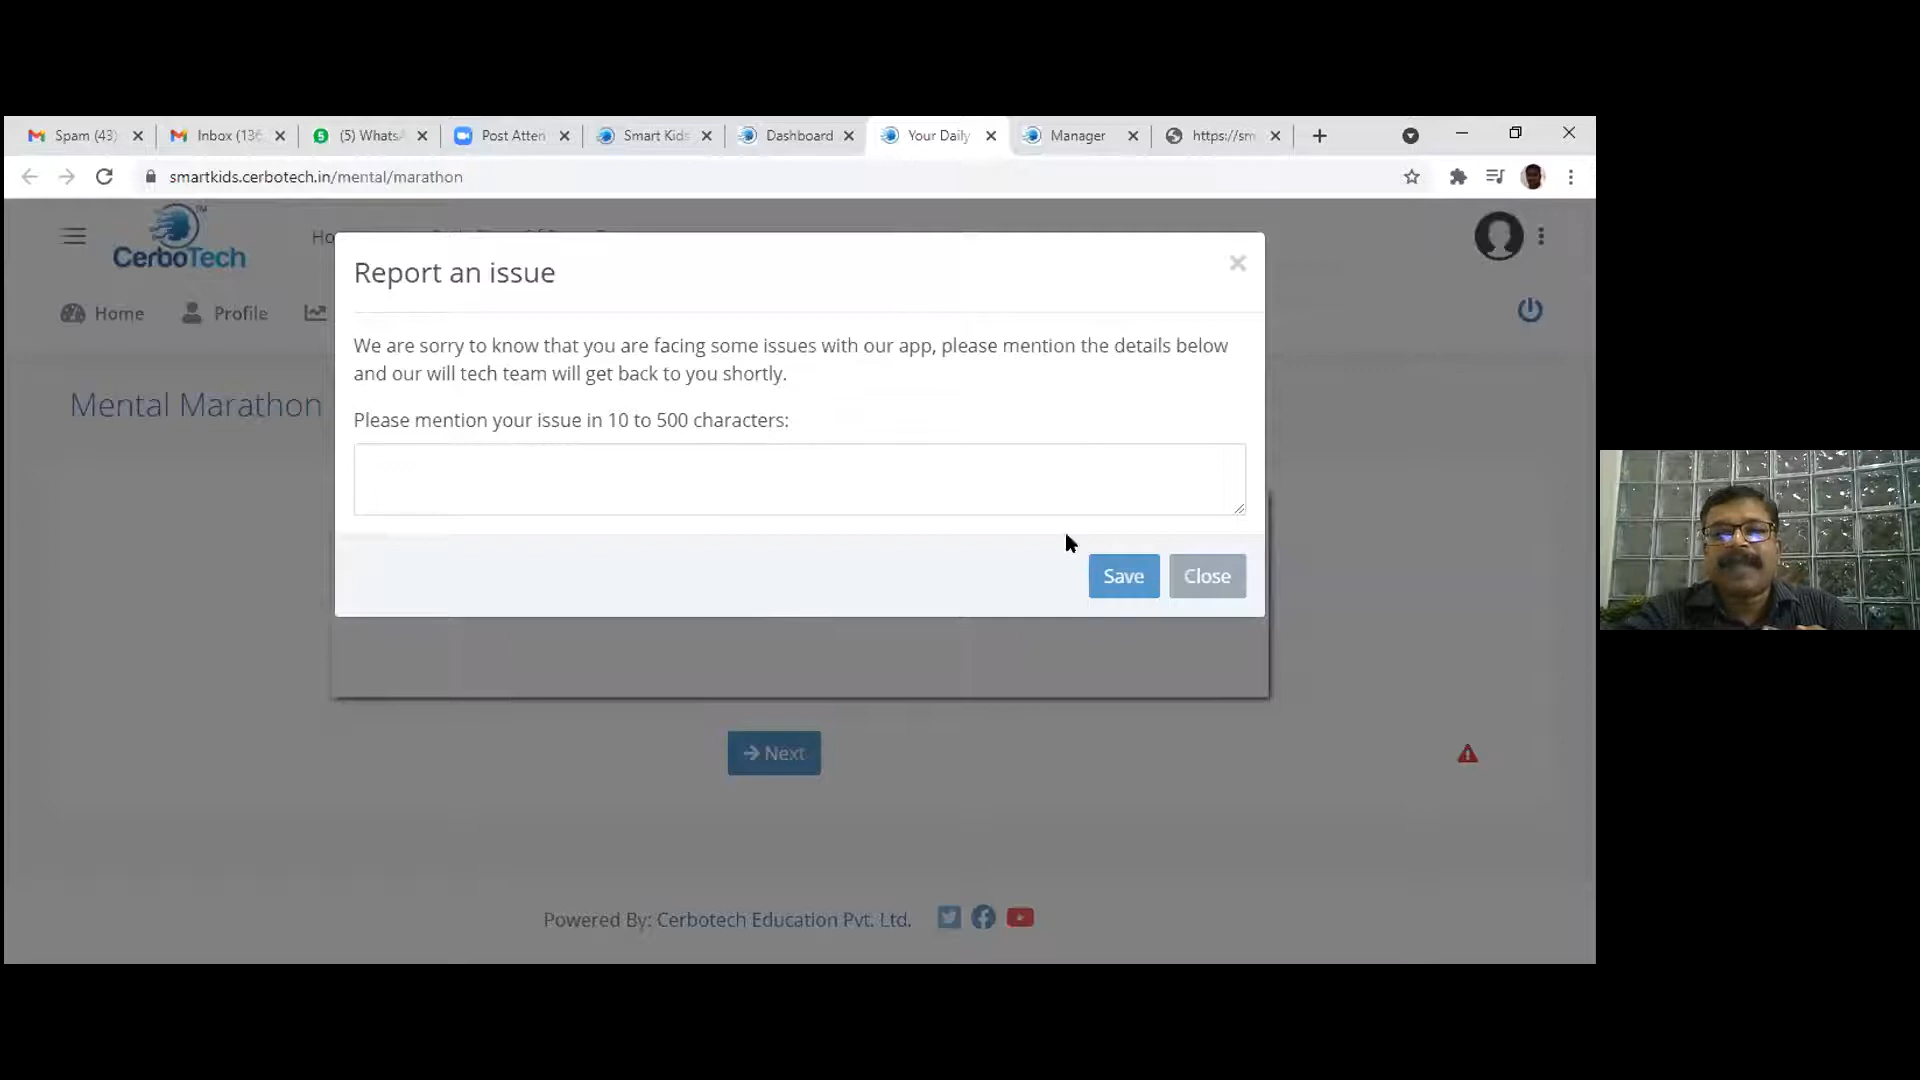 Spam (43)
Inbox (136
5
(5) Whats
Post Atten
Smart Kids
Dashboard
Your Daily
Manager
https://sm
smartkids.cerbotech.in/mental/marathon
CerboTech
TM
Ho
Report an issue
Home
Profile
We are sorry to know that you are facing some issues with our app, please mention the details below
and our will tech team will get back to you shortly.
Mental Marathon
Please mention your issue in 10 to 500 characters:
Save
Close
Next
Powered By: Cerbotech Education Pvt. Ltd.